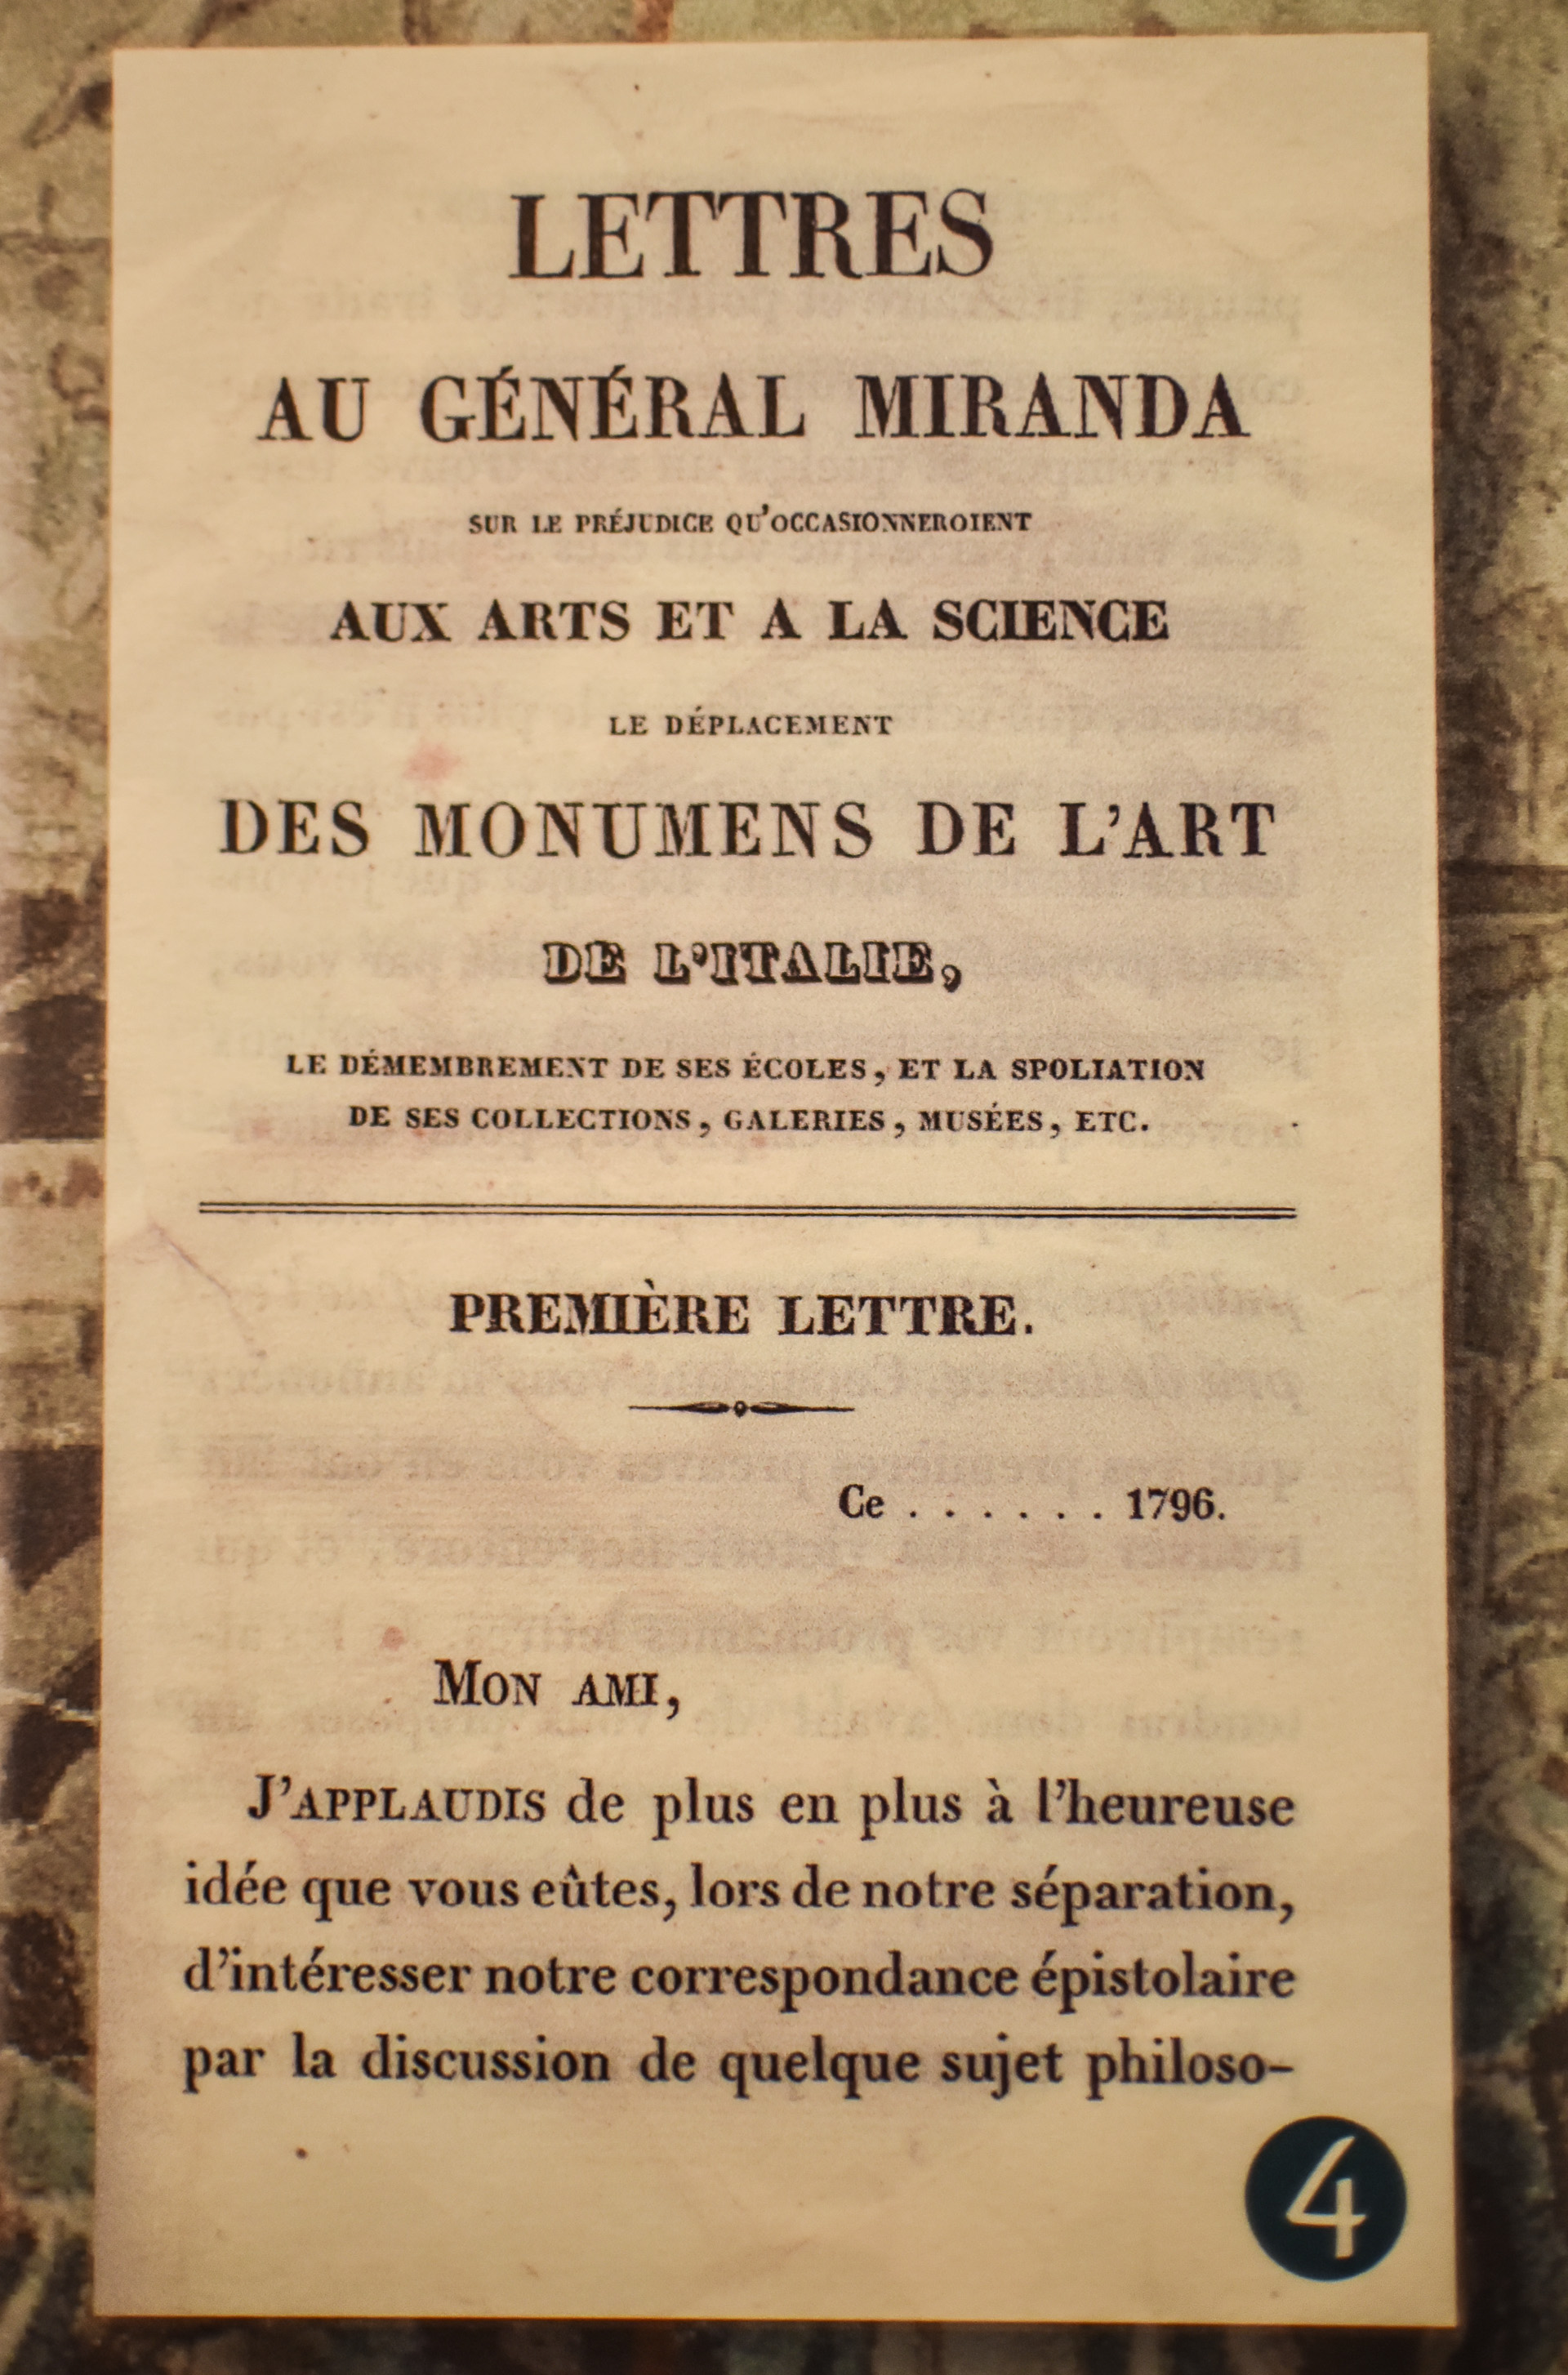 LETTRES
AU GÉNÉRAL MIRANDA
SUR LE PRÉJUDICE QU'OCCASIONNEROIENT
AUX ARTS ET A LA SCIENCE
LE DÉPLACEMENT
DES MONUMENS DE L'ART
DE L'ITALIE,
LE DÉMEMBREMENT DE SES ÉCOLES, ET LA SPOLIATION
DE SES COLLECTIONS, GALERIES, MUSÉES, ETC.
PREMIÈRE LETTRE.
Ce . . . . . . 1796.
MON AMI,
J'APPLAUDIS de plus en plus à l'heureuse
idée que vous eûtes, lors de notre séparation,
d'intéresser notre correspondance épistolaire
par la discussion de quelque sujet philoso-
4